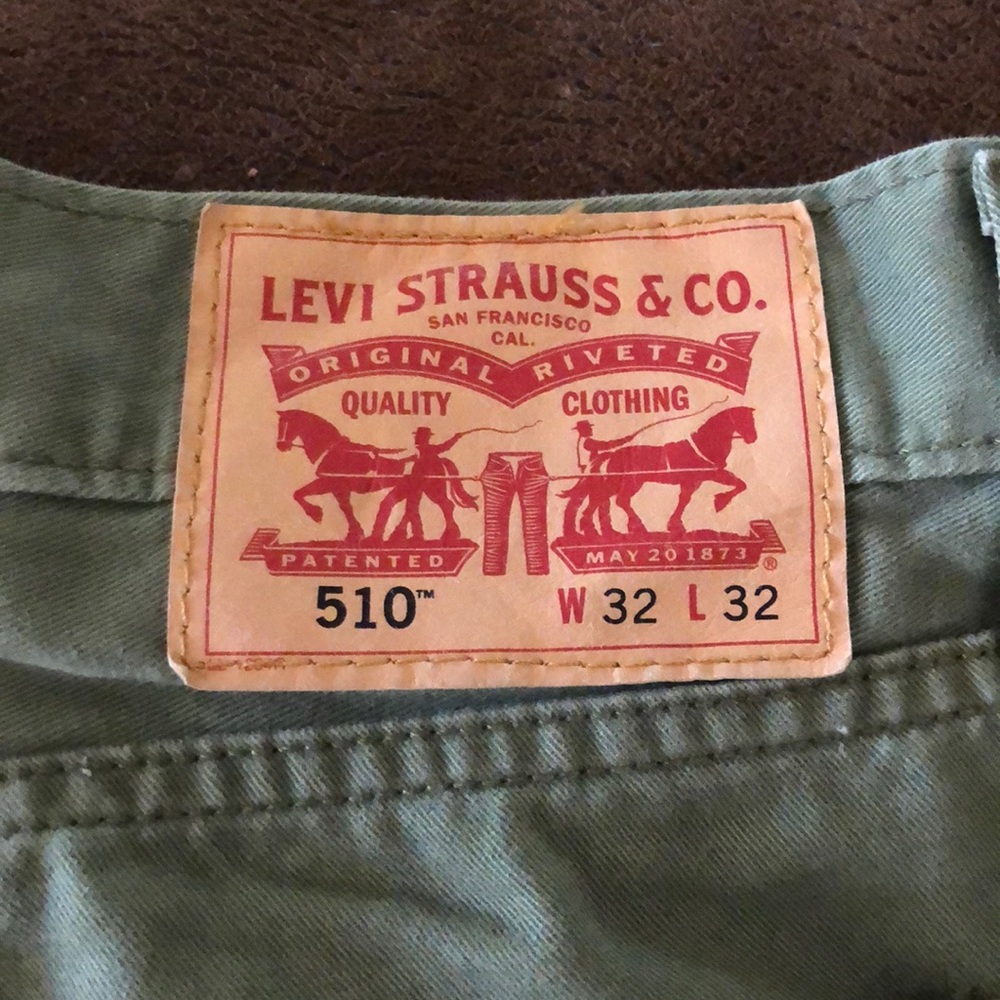 LEVI STRAUSS & CO.
SAN FRANCISCO
CAL.
ORIGINAL RIVETED
QUALITY CLOTHING
PATENTED MAY 20 1873 ®
510™ W 32 L 32